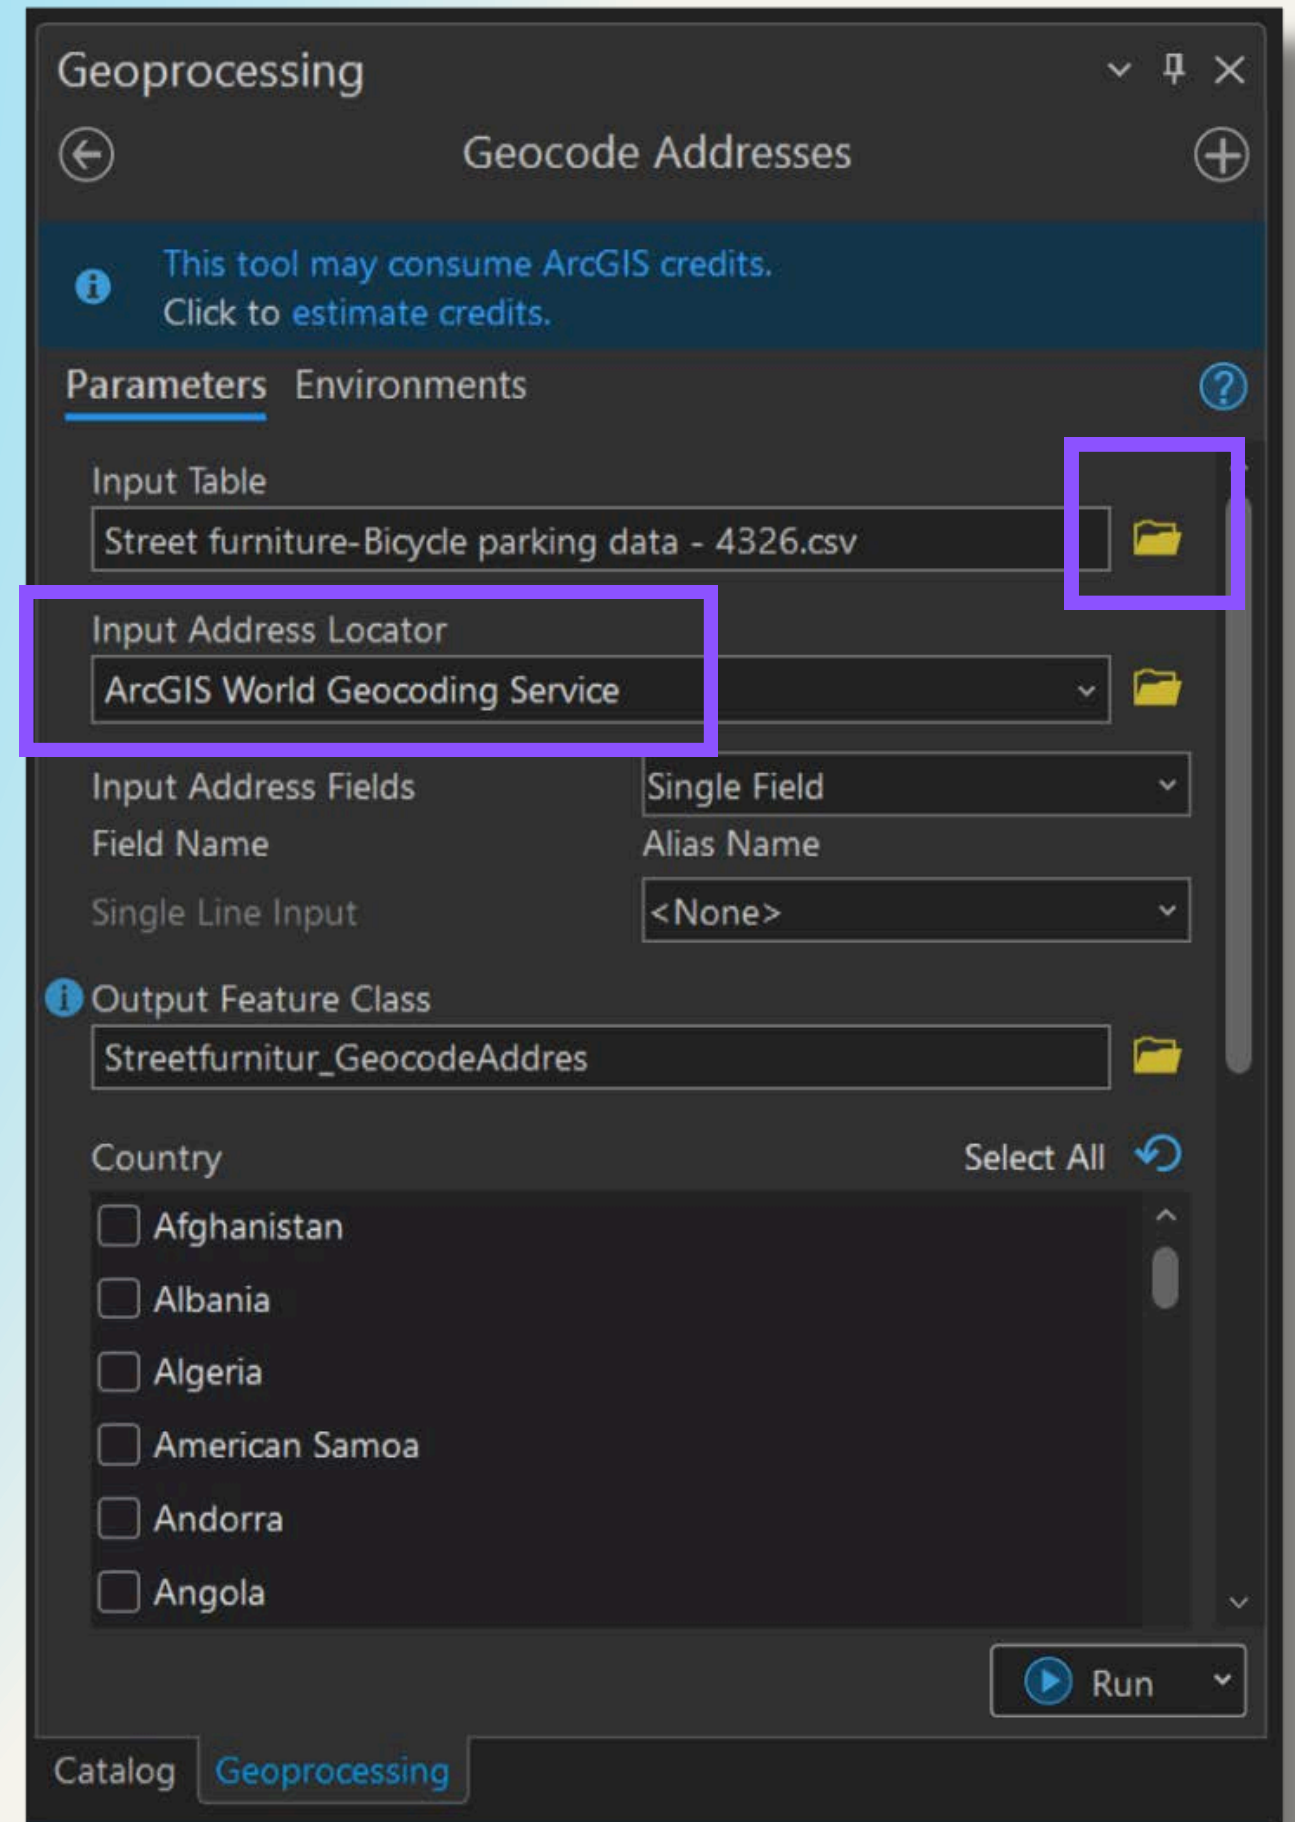 Geoprocessing
Geocode Addresses
This tool may consume ArcGIS credits.
Click to estimate credits.
Parameters Environments
Input Table
Street furniture-Bicycle parking data - 4326.csv
Input Address Locator
ArcGIS World Geocoding Service
Input Address Fields Single Field
Field Name Alias Name
Single Line Input <None>
Output Feature Class
Streetfurnitur_GeocodeAddres
Country Select All
Afghanistan
Albania
Algeria
American Samoa
Andorra
Angola
Run
Catalog Geoprocessing